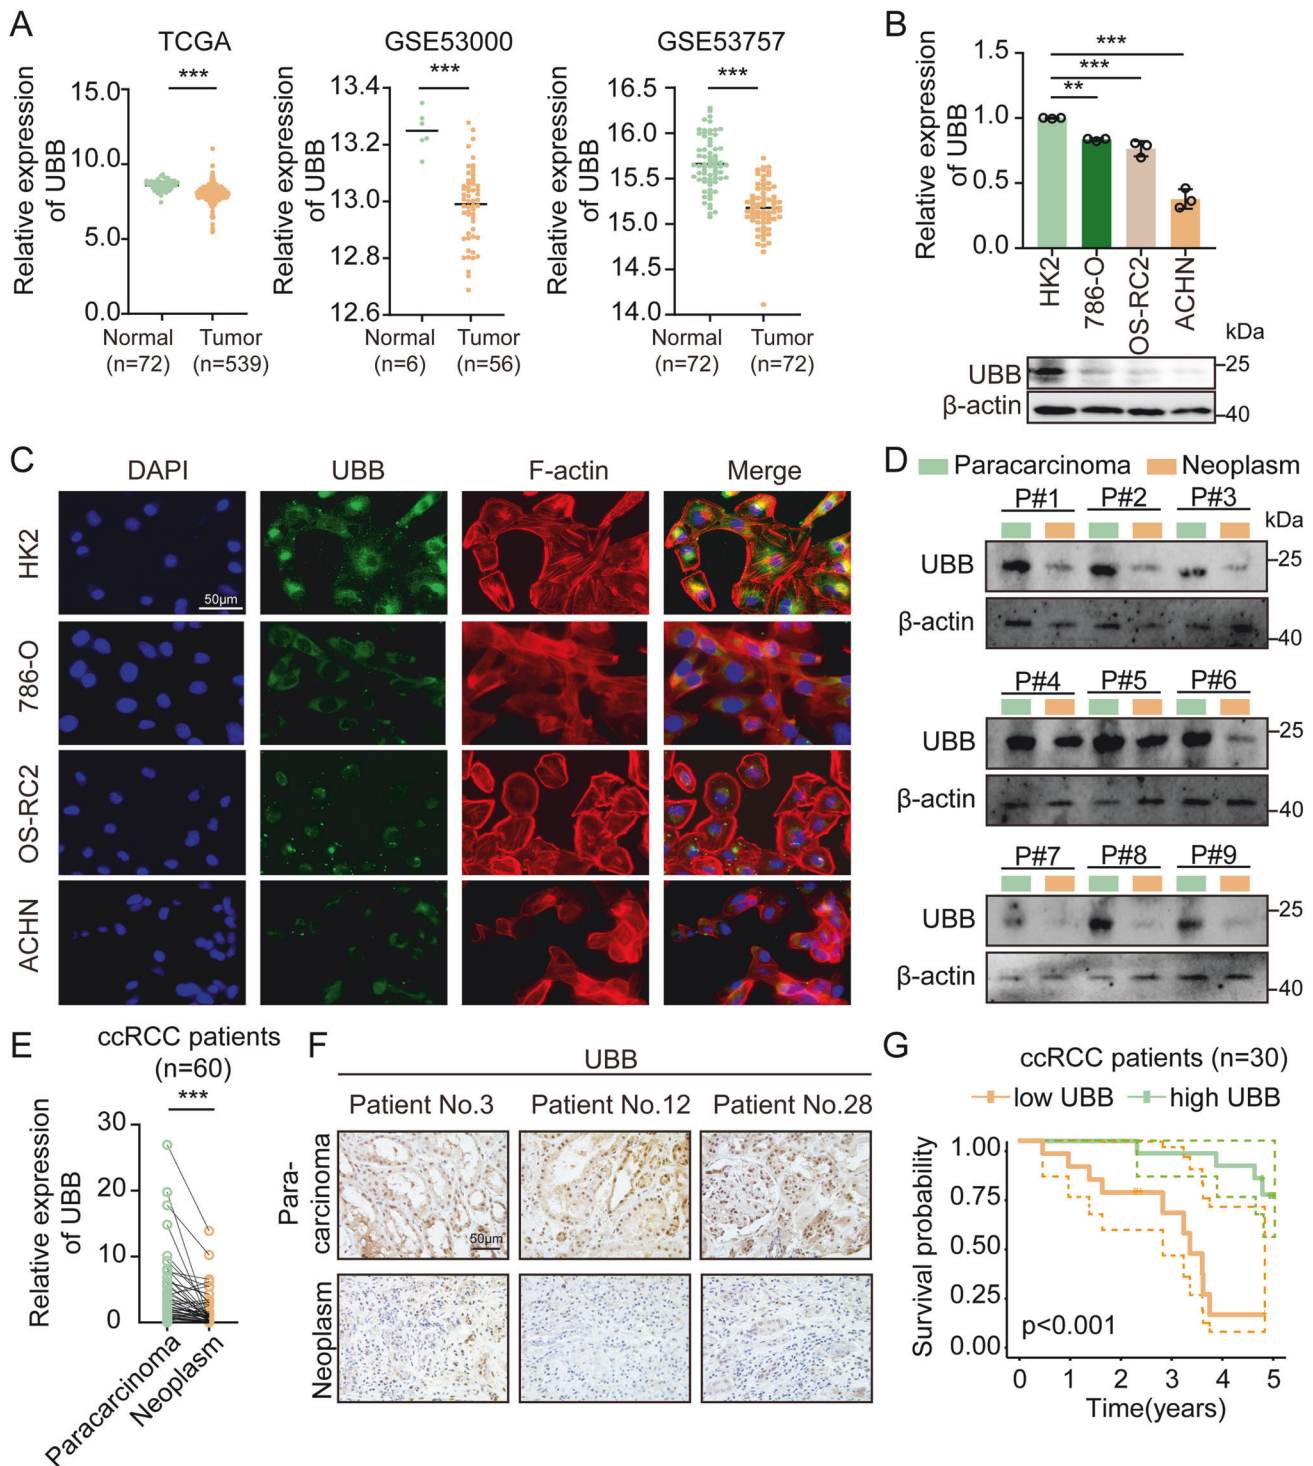 A
TCGA
GSE53000
GSE53757
Relative expression
of UBB
***
15.0
10.0
5.0
0.0
Normal
(n=72)
Tumor
(n=539)
Relative expression
of UBB
***
13.4
13.2
13.0
12.8
12.6
Normal
(n=6)
Tumor
(n=56)
Relative expression
of UBB
***
16.5
16.0
15.5
15.0
14.5
14.0
Normal
(n=72)
Tumor
(n=72)
B
Relative expression
of UBB
***
***
**
1.5
1.0
0.5
0.0
HK2
786-O
OS-RC2
ACHN
kDa
UBB
25
β-actin
40
C
DAPI
UBB
F-actin
Merge
HK2
50μm
786-O
OS-RC2
ACHN
D
Paracarcinoma
Neoplasm
P#1
P#2
P#3
kDa
UBB
25
β-actin
40
P#4
P#5
P#6
UBB
25
β-actin
40
P#7
P#8
P#9
UBB
25
β-actin
40
E
ccRCC patients
(n=60)
***
Relative expression
of UBB
30
20
10
0
Paracarcinoma
Neoplasm
F
UBB
Patient No.3
Patient No.12
Patient No.28
Para-
carcinoma
50μm
Neoplasm
G
ccRCC patients (n=30)
low UBB
high UBB
Survival probability
1.00
0.75
0.50
0.25
0.00
p<0.001
0 1 2 3 4 5
Time(years)